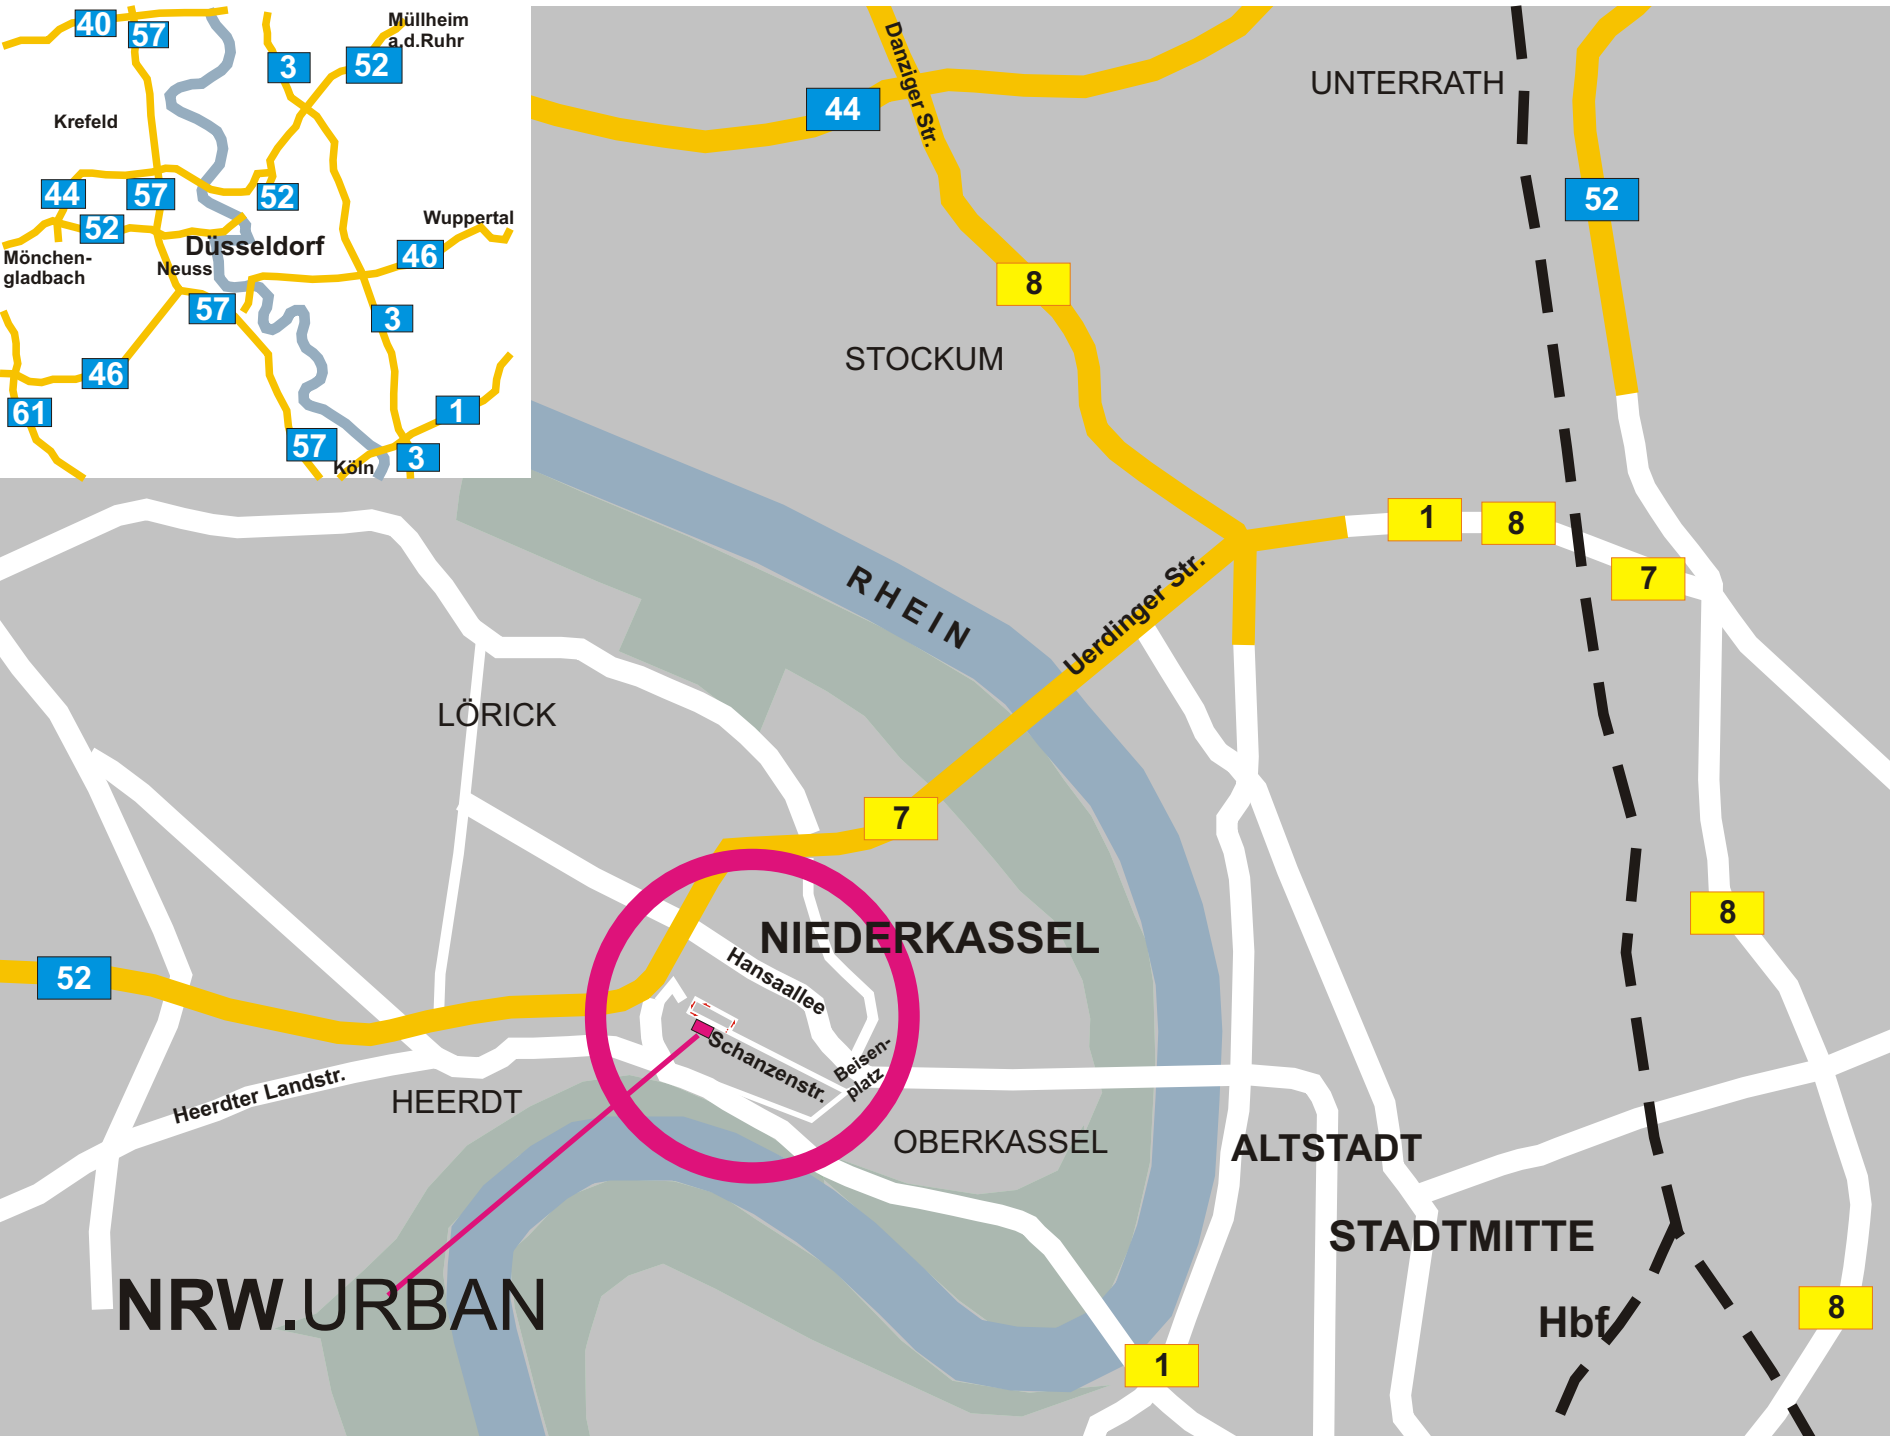 40
57
Müllheim
a.d.Ruhr
3
52
Krefeld
44
57
52
52
Wuppertal
Düsseldorf
46
Mönchen-
gladbach
Neuss
57
3
46
61
1
57
Köln
3
Danziger Str.
44
UNTERRATH
52
8
STOCKUM
1
8
7
RHEIN
Uerdinger Str.
LÖRICK
7
NIEDERKASSEL
8
52
Hansaallee
Schanzenstr.
Beisen-
platz
Heerdter Landstr.
HEERDT
OBERKASSEL
ALTSTADT
STADTMITTE
NRW.URBAN
Hbf
8
1